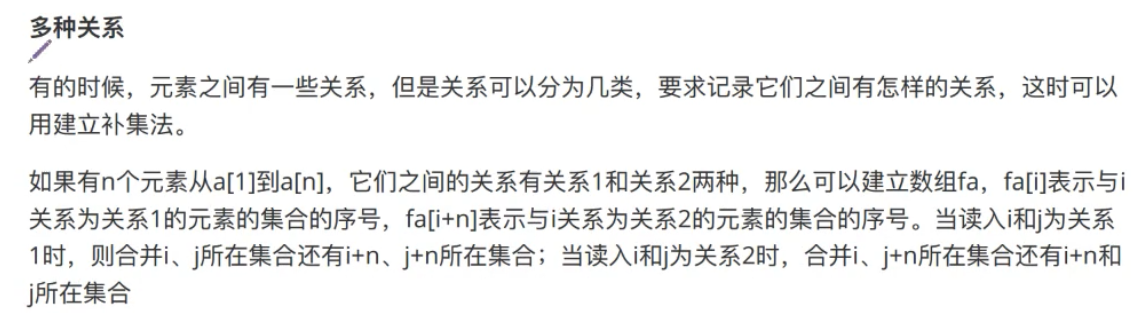 多种关系
有的时候，元素之间有一些关系，但是关系可以分为几类，要求记录它们之间有怎样的关系，这时可以
用建立补集法。
如果有n个元素从a[1]到a[n]，它们之间的关系有关系1和关系2两种，那么可以建立数组fa，fa[i]表示与i
关系为关系1的元素的集合的序号，fa[i+n]表示与i关系为关系2的元素的集合的序号。当读入i和j为关系
1时，则合并i、j所在集合还有i+n、j+n所在集合；当读入i和j为关系2时，合并i、j+n所在集合还有i+n和
j所在集合